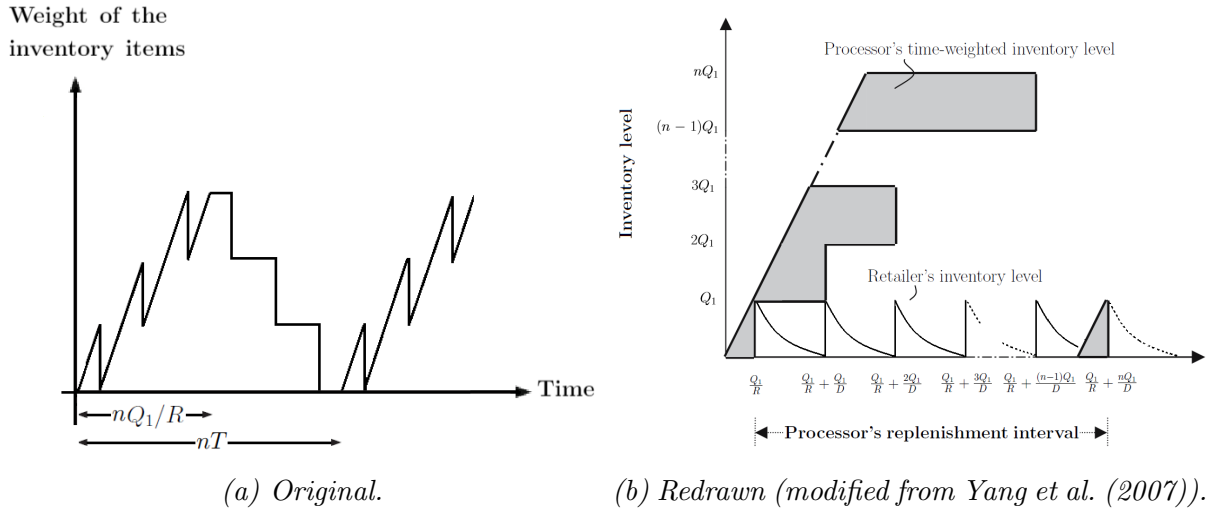 Weight of the
inventory items
Time
nQ₁/R
nT
(a) Original.
Inventory level
Processor's time-weighted inventory level
nQ₁
(n − 1)Q₁
3Q₁
2Q₁
Retailer's inventory level
Q₁
Q₁/R
Q₁/R + Q₁/D
Q₁/R + 2Q₁/D
Q₁/R + 3Q₁/D
Q₁/R + (n−1)Q₁/D
Q₁/R + nQ₁/D
Processor's replenishment interval
(b) Redrawn (modified from Yang et al. (2007)).